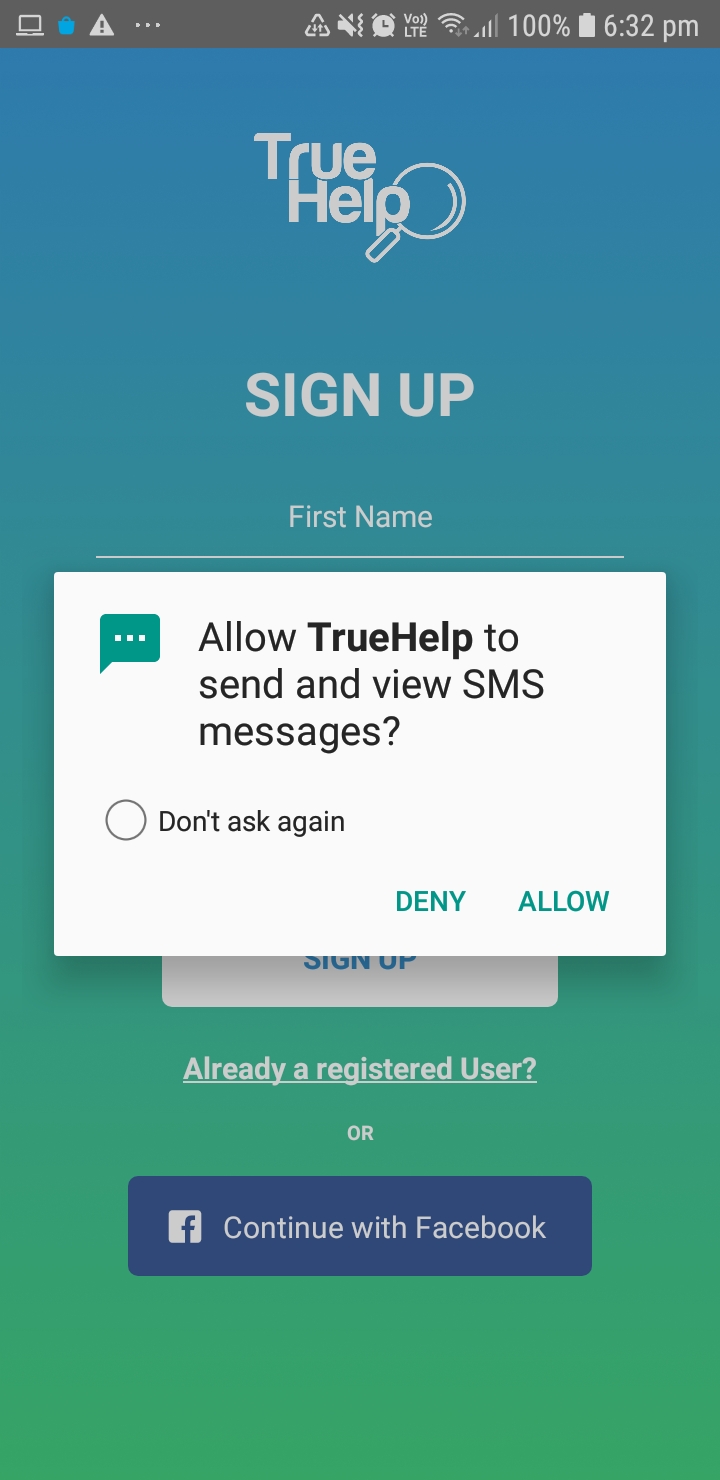 Vo)) LTE 100% 6:32 pm
True
Help
SIGN UP
First Name
Allow TrueHelp to
send and view SMS
messages?
Don't ask again
DENY ALLOW
SIGN UP
Already a registered User?
OR
Continue with Facebook